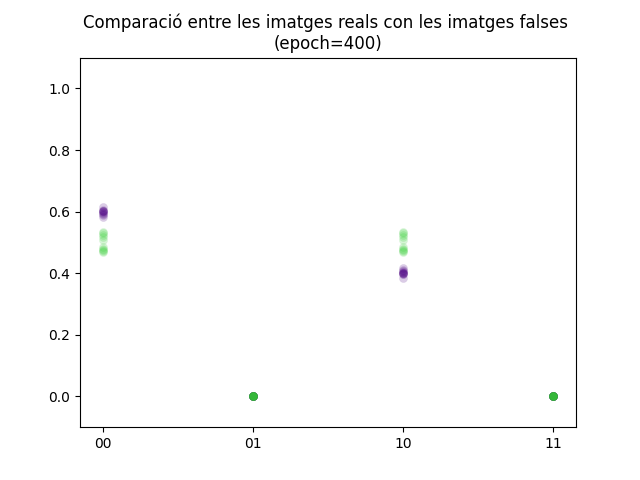 Comparació entre les imatges reals con les imatges falses
(epoch=400)
1.0
0.8
0.6
0.4
0.2
0.0
00 01 10 11